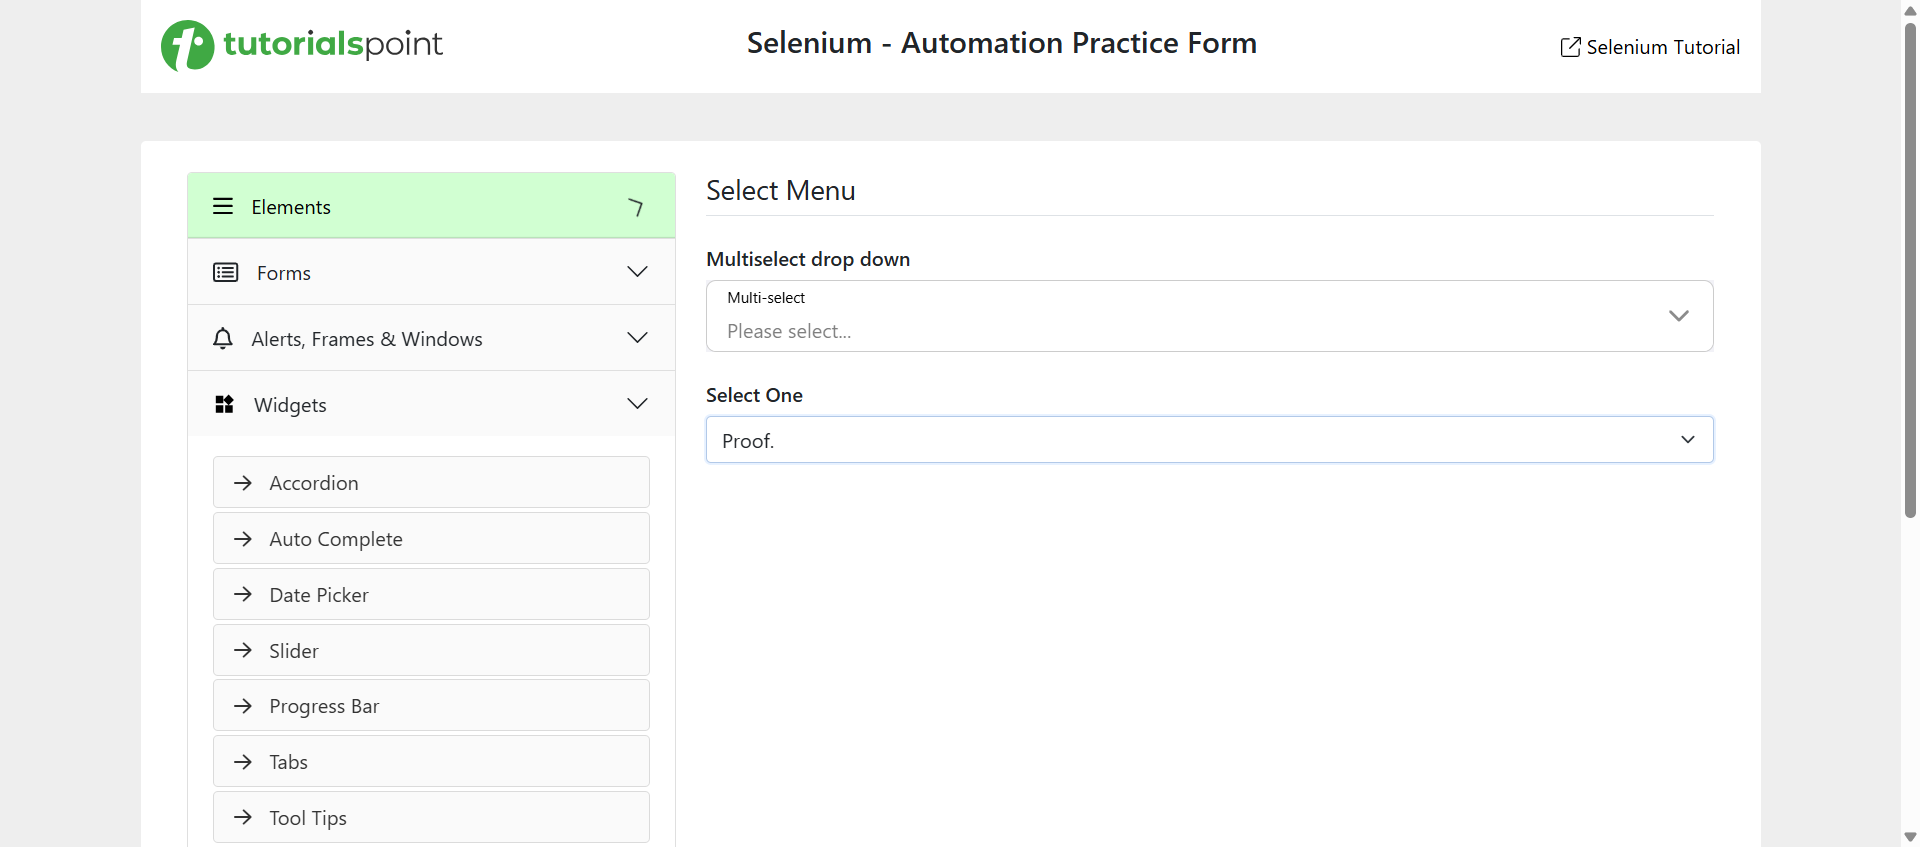 tutorialspoint
Selenium - Automation Practice Form
Selenium Tutorial
Elements
Forms
Alerts, Frames & Windows
Widgets
Accordion
Auto Complete
Date Picker
Slider
Progress Bar
Tabs
Tool Tips
Select Menu
Multiselect drop down
Multi-select
Please select...
Select One
Proof.